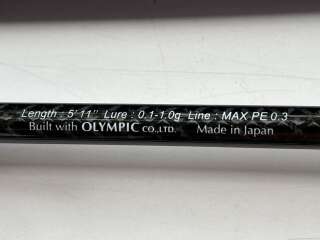 Length : 5'11" Lure : 0.1-1.0g Line : MAX PE 0.3
Built with OLYMPIC CO.,LTD. Made in Japan